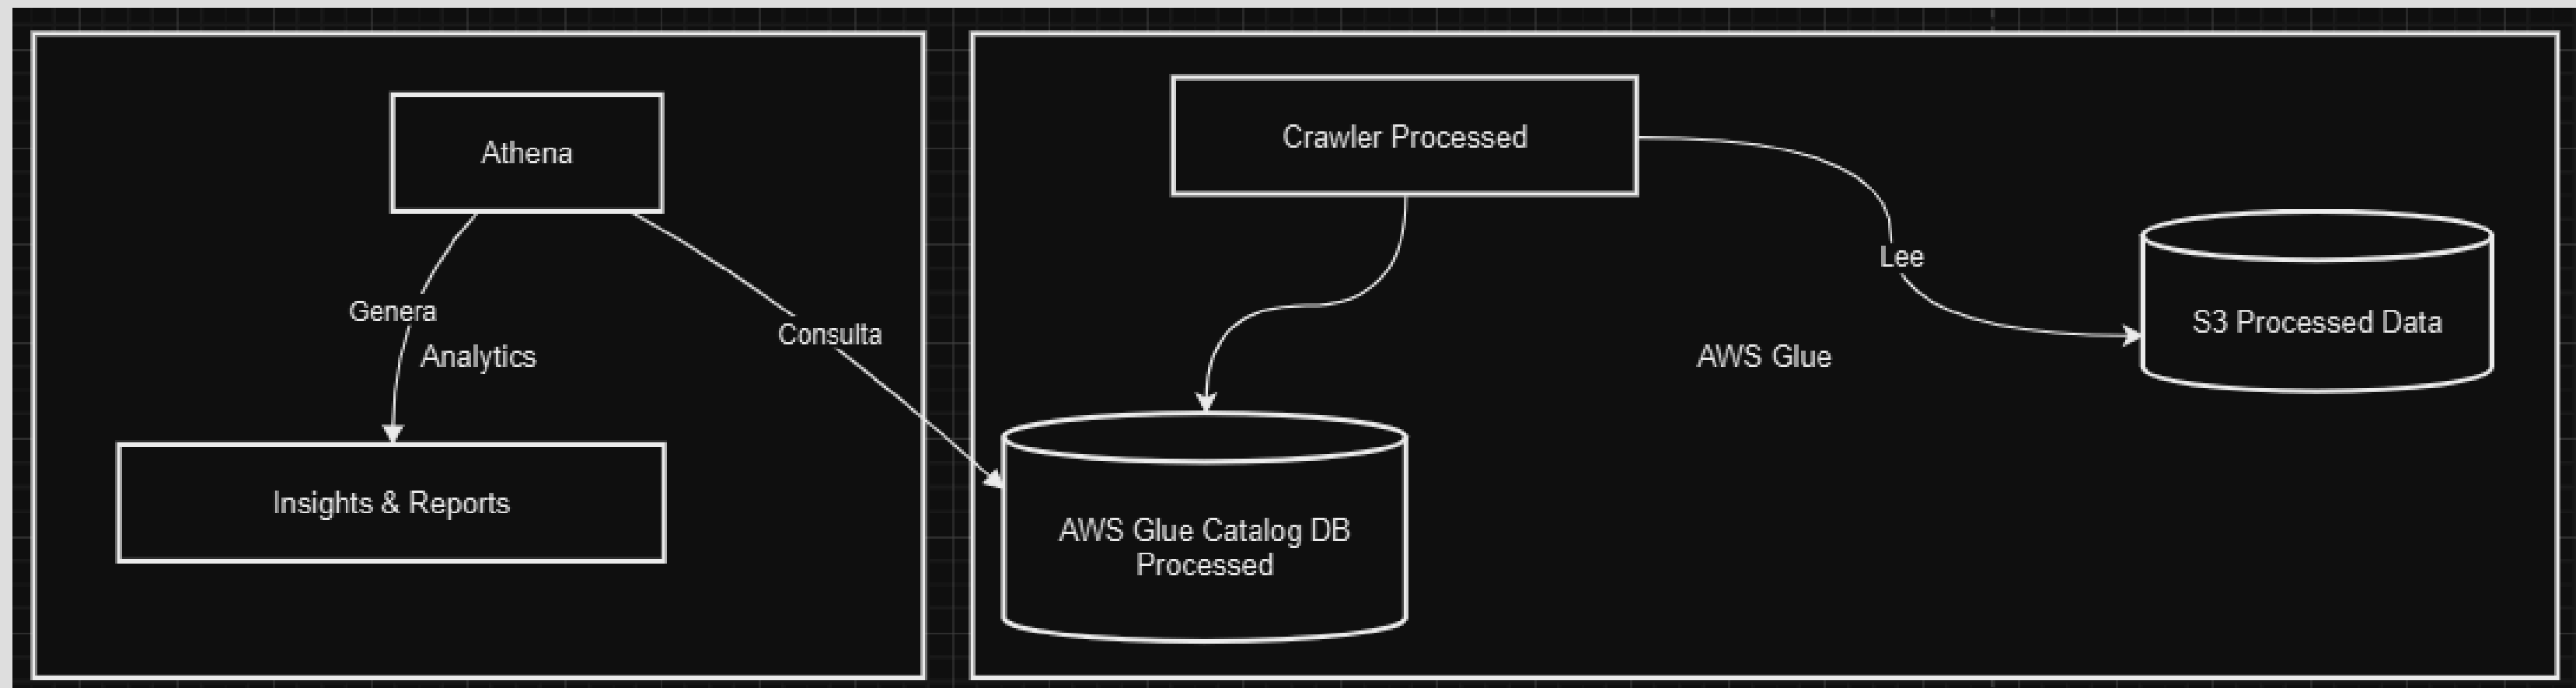 Athena
Genera
Analytics
Consulta
Insights & Reports
Crawler Processed
Lee
AWS Glue
S3 Processed Data
AWS Glue Catalog DB
Processed